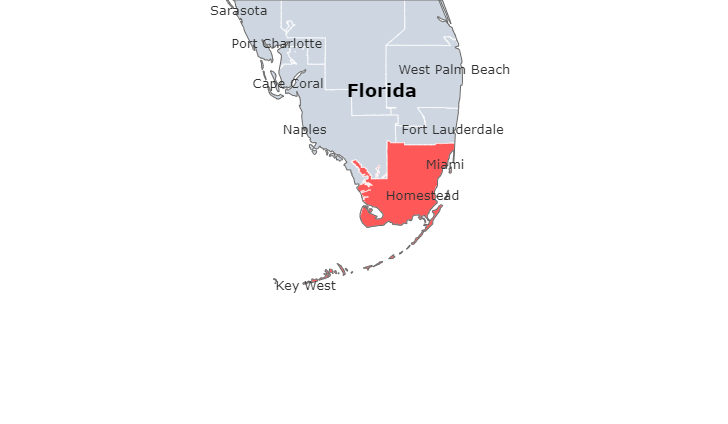 Sarasota
Port Charlotte
West Palm Beach
Cape Coral
Florida
Naples
Fort Lauderdale
Miami
Homestead
Key West